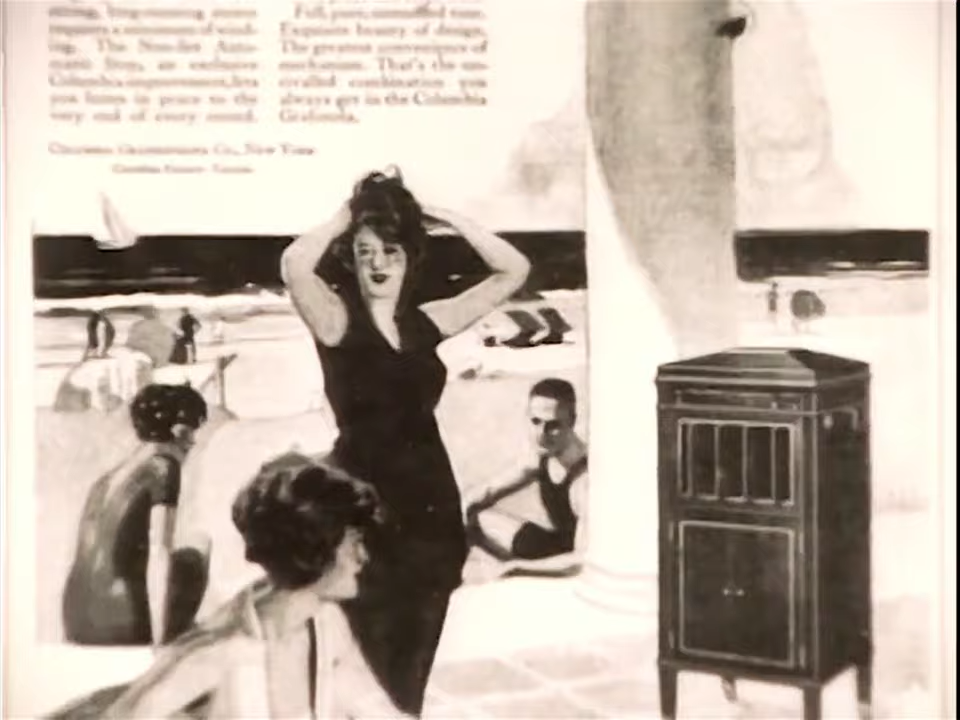 strong, long-running motor
requires a minimum of wind-
ing. The Non-Set Auto-
matic Stop, an exclusive
Columbia improvement, lets
you listen in peace to the
very end of every record.
Full, pure, unmuffled tone.
Exquisite beauty of design.
The greatest convenience of
mechanism. That's the un-
rivalled combination you
always get in the Columbia
Grafonola.
Columbia Graphophone Co., New York
Canadian Factory: Toronto